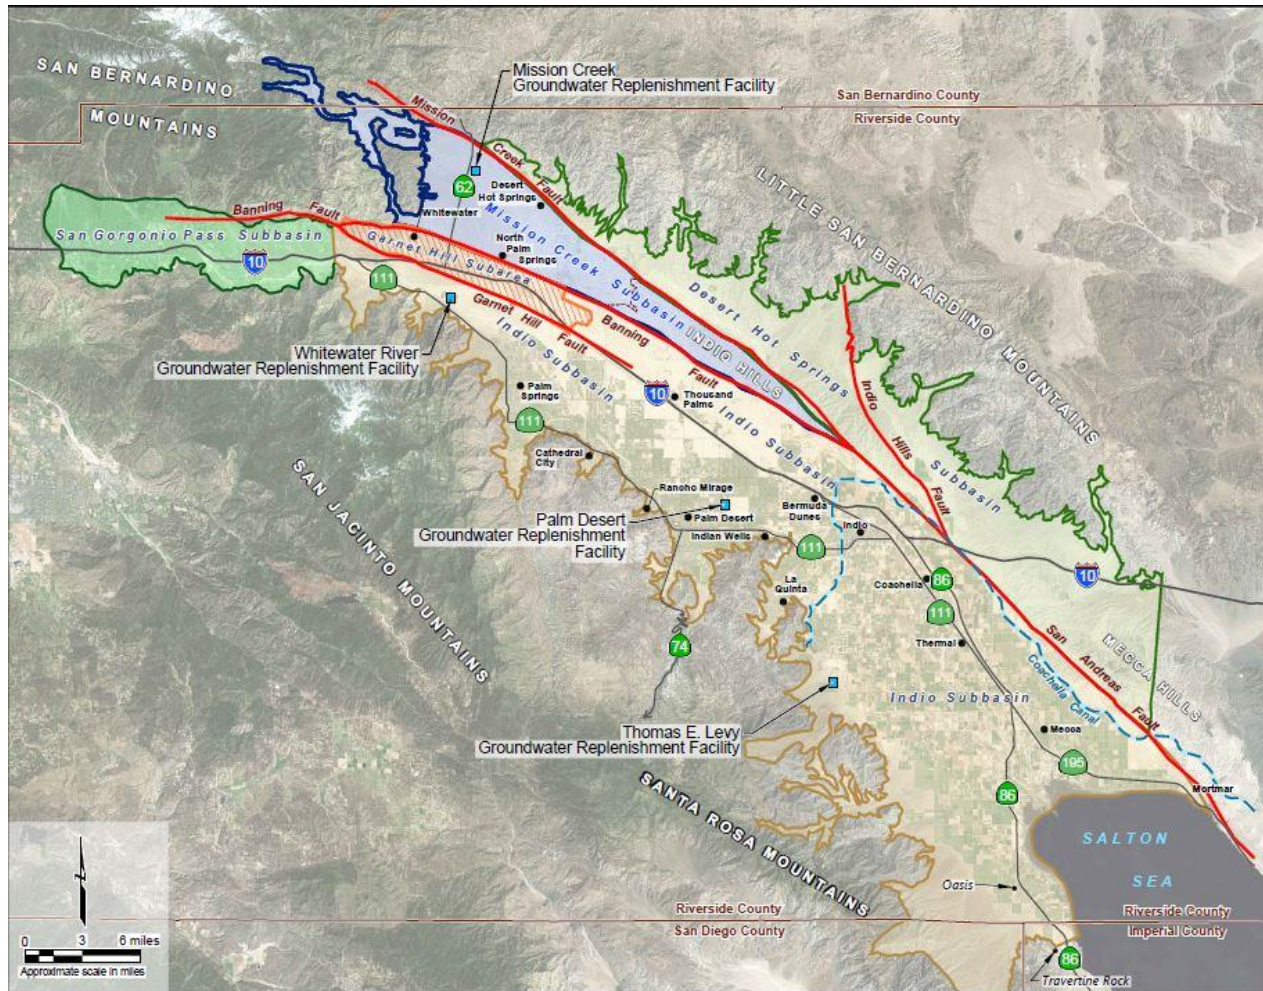 SAN BERNARDINO
MOUNTAINS
Mission Creek
Groundwater Replenishment Facility
San Bernardino County
Riverside County
Mission
Creek
Fault
62
Desert
Hot Springs
Whitewater
Mission Creek Subbasin
Banning Fault
San Gorgonio Pass Subbasin
10
Garnet Hill Subarea
North
Palm
Springs
111
Garnet Hill
Fault
Whitewater River
Groundwater Replenishment Facility
Indio Subbasin
Banning
Fault
INDIO HILLS
Desert Hot Springs
Subbasin
LITTLE SAN BERNARDINO MOUNTAINS
Indio
Hills
Fault
10
Thousand
Palms
Indio Subbasin
Palm
Springs
111
Cathedral
City
SAN JACINTO MOUNTAINS
Rancho Mirage
Palm Desert
Groundwater Replenishment
Facility
Palm Desert
Indian Wells
Bermuda
Dunes
Indio
111
La
Quinta
Coachella
86
111
10
Thermal
74
San
Andreas
Fault
MECCA HILLS
Coachella Canal
Indio Subbasin
Thomas E. Levy
Groundwater Replenishment Facility
Mecca
195
86
Mortmar
SANTA ROSA MOUNTAINS
SALTON
SEA
Oasis
Riverside County
San Diego County
Riverside County
Imperial County
86
Travertine Rock
0 3 6 miles
Approximate scale in miles